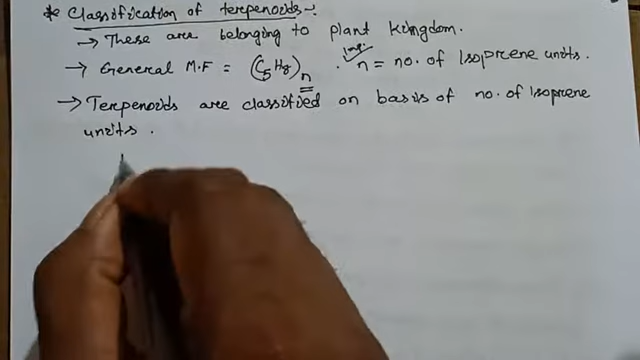 * Classification of terpenoids :-
→ These are belonging to plant kingdom.
→ General M.F = (C5H8)n . Imp. n = no. of Isoprene units.
→ Terpenoids are classified on basis of no. of Isoprene
units .